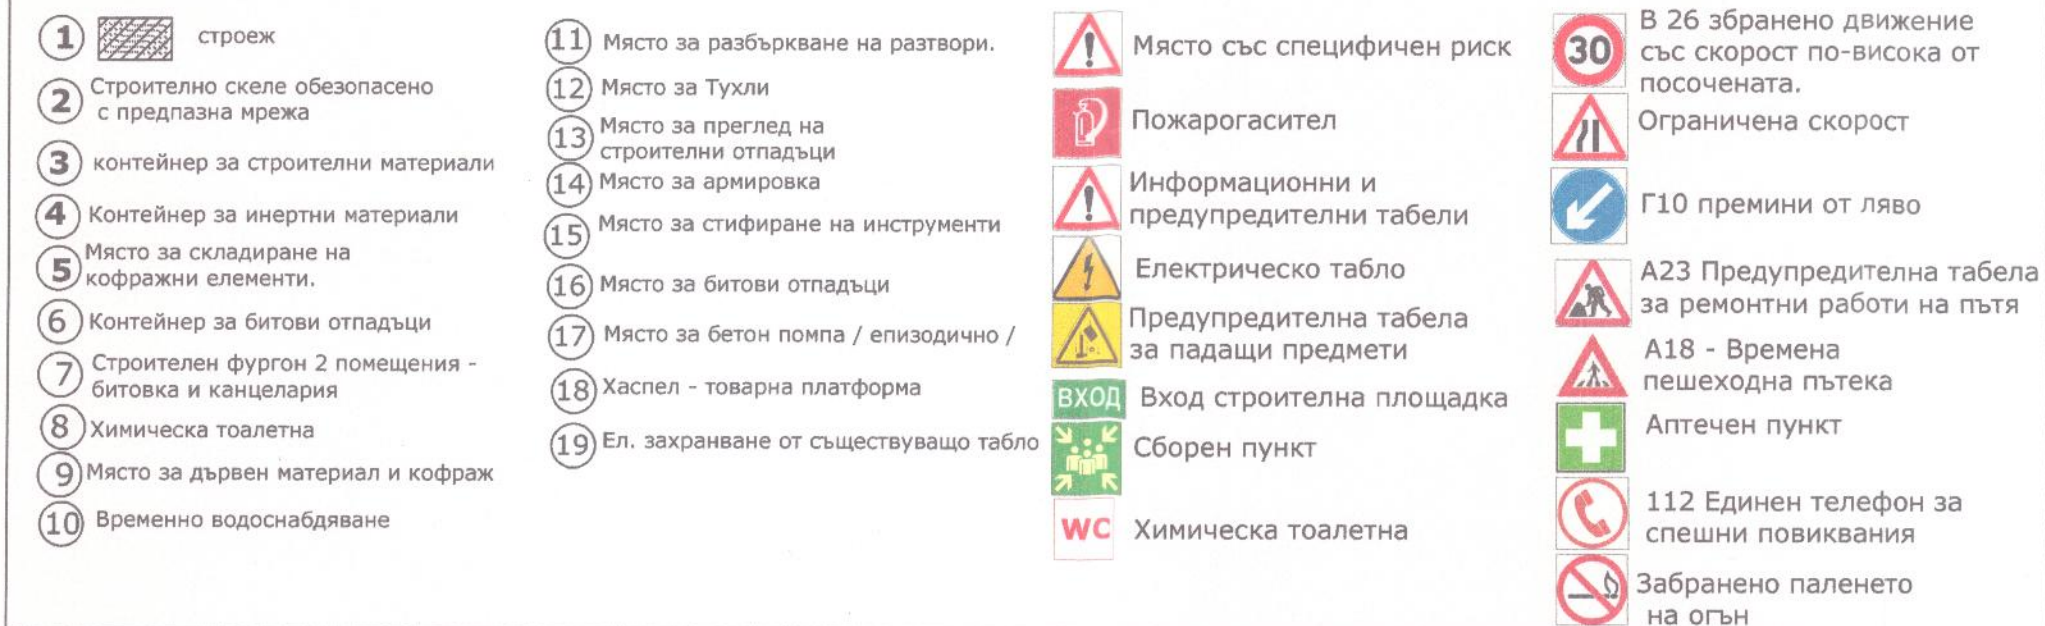 1 строеж
2 Строително скеле обезопасено
с предпазна мрежа
3 контейнер за строителни материали
4 Контейнер за инертни материали
5 Място за складиране на
кофражни елементи.
6 Контейнер за битови отпадъци
7 Строителен фургон 2 помещения -
битовка и канцелария
8 Химическа тоалетна
9 Място за дървен материал и кофраж
10 Временно водоснабдяване
11 Място за разбъркване на разтвори.
12 Място за Тухли
13 Място за преглед на
строителни отпадъци
14 Място за армировка
15 Място за стифиране на инструменти
16 Място за битови отпадъци
17 Място за бетон помпа / епизодично /
18 Хаспел - товарна платформа
19 Ел. захранване от съществуващо табло
Място със специфичен риск
Пожарогасител
Информационни и
предупредителни табели
Електрическо табло
Предупредителна табела
за падащи предмети
ВХОД Вход строителна площадка
Сборен пункт
WC Химическа тоалетна
30 В 26 збранено движение
със скорост по-висока от
посочената.
Ограничена скорост
Г10 премини от ляво
А23 Предупредителна табела
за ремонтни работи на пътя
А18 - Времена
пешеходна пътека
Аптечен пункт
112 Единен телефон за
спешни повиквания
Забранено паленето
на огън